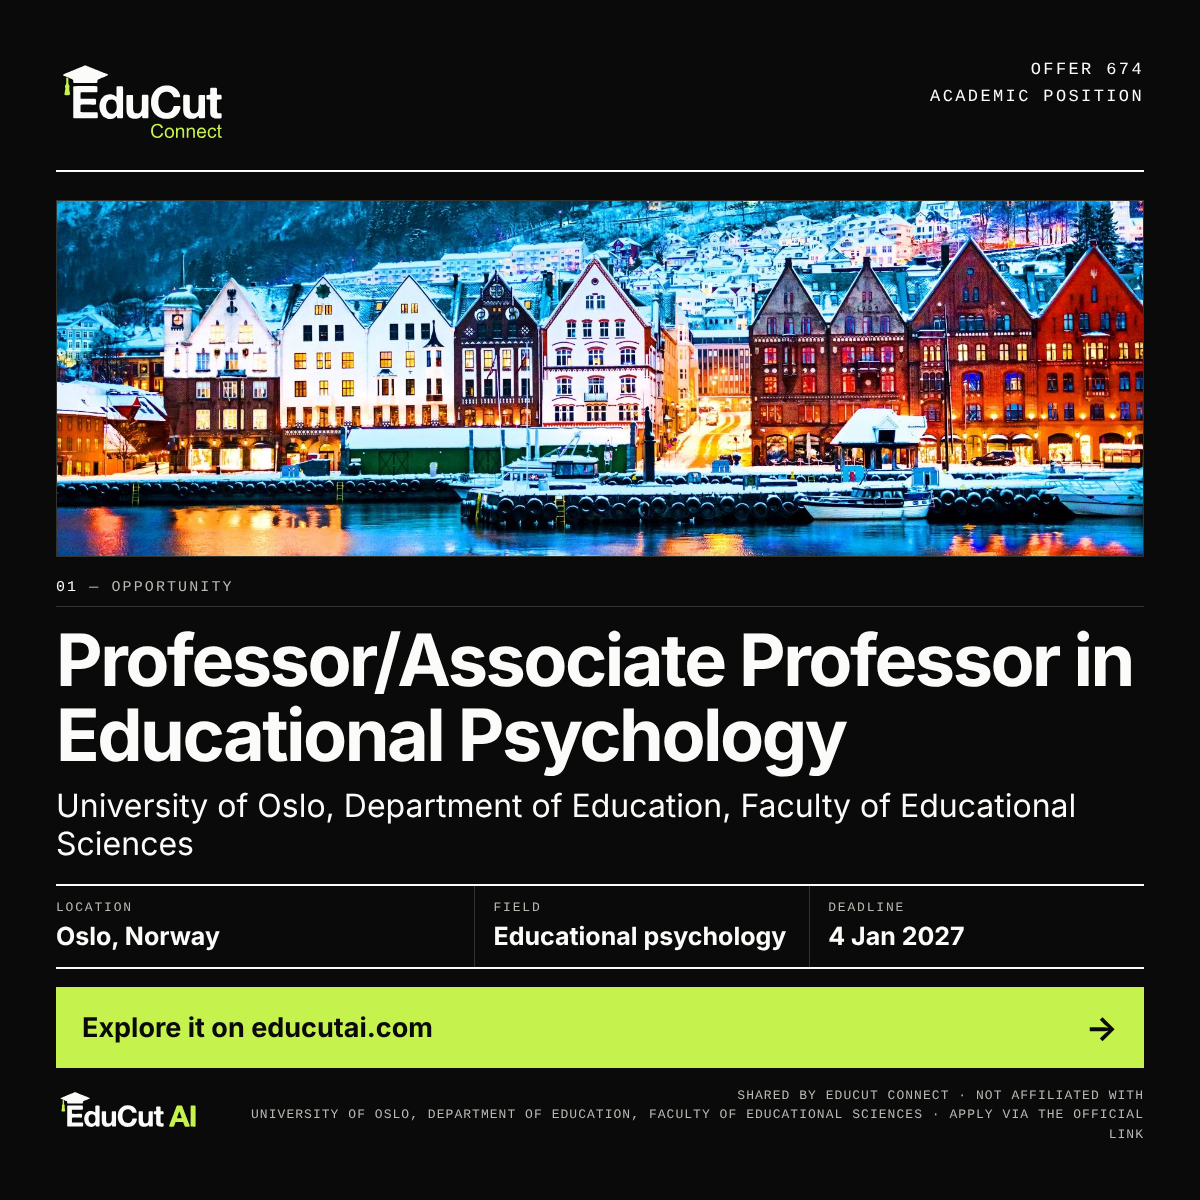 EduCut
Connect
OFFER 674
ACADEMIC POSITION
01 — OPPORTUNITY
Professor/Associate Professor in
Educational Psychology
University of Oslo, Department of Education, Faculty of Educational
Sciences
LOCATION
Oslo, Norway
FIELD
Educational psychology
DEADLINE
4 Jan 2027
Explore it on educutai.com →
EduCut AI
SHARED BY EDUCUT CONNECT · NOT AFFILIATED WITH
UNIVERSITY OF OSLO, DEPARTMENT OF EDUCATION, FACULTY OF EDUCATIONAL SCIENCES · APPLY VIA THE OFFICIAL
LINK